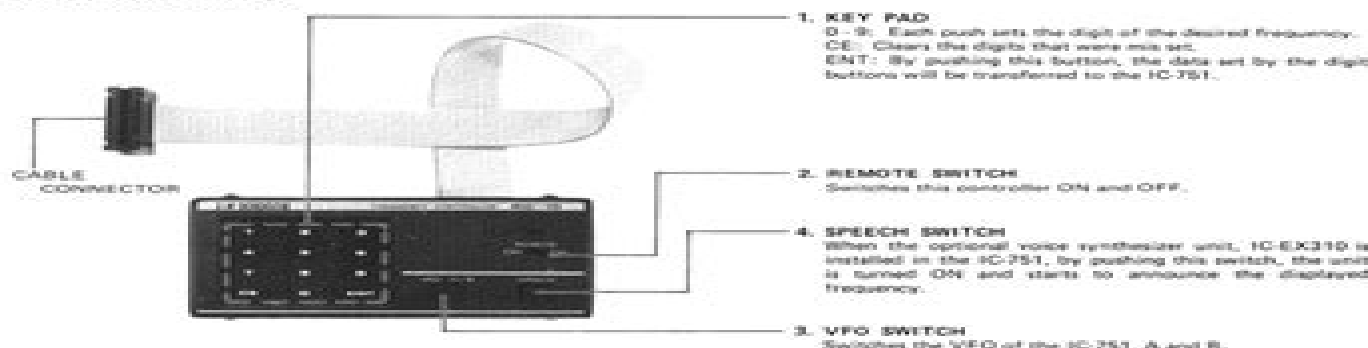 1. KEY PAD
0 - 9: Each push sets the digit of the desired frequency.
CE: Clears the digits that were mis set.
ENT: By pushing this button, the data set by the digit
buttons will be transferred to the IC-751.
CABLE
CONNECTOR
2. REMOTE SWITCH
Switches this controller ON and OFF.
4. SPEECH SWITCH
When the optional voice synthesizer unit, IC-EX310 is
installed in the IC-751, by pushing this switch, the unit
is turned ON and starts to announce the displayed
frequency.
3. VFO SWITCH
Switches the VFO of the IC-751, A and B.